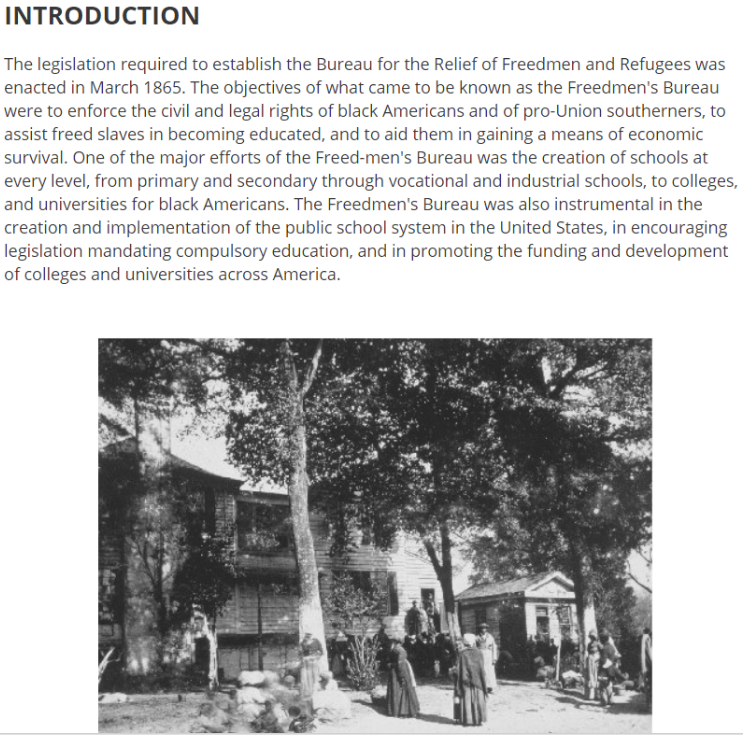 INTRODUCTION
The legislation required to establish the Bureau for the Relief of Freedmen and Refugees was
enacted in March 1865. The objectives of what came to be known as the Freedmen's Bureau
were to enforce the civil and legal rights of black Americans and of pro-Union southerners, to
assist freed slaves in becoming educated, and to aid them in gaining a means of economic
survival. One of the major efforts of the Freed-men's Bureau was the creation of schools at
every level, from primary and secondary through vocational and industrial schools, to colleges,
and universities for black Americans. The Freedmen's Bureau was also instrumental in the
creation and implementation of the public school system in the United States, in encouraging
legislation mandating compulsory education, and in promoting the funding and development
of colleges and universities across America.